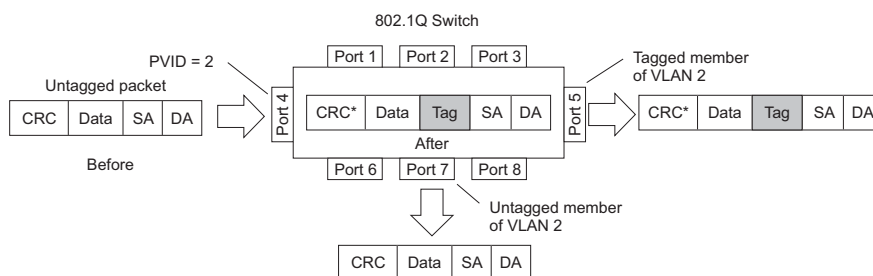 802.1Q Switch
PVID = 2
Port 1 Port 2 Port 3
Tagged member
of VLAN 2
Untagged packet
CRC Data SA DA
Port 4
CRC* Data Tag SA DA
Port 5
CRC* Data Tag SA DA
After
Before
Port 6 Port 7 Port 8
Untagged member
of VLAN 2
CRC Data SA DA